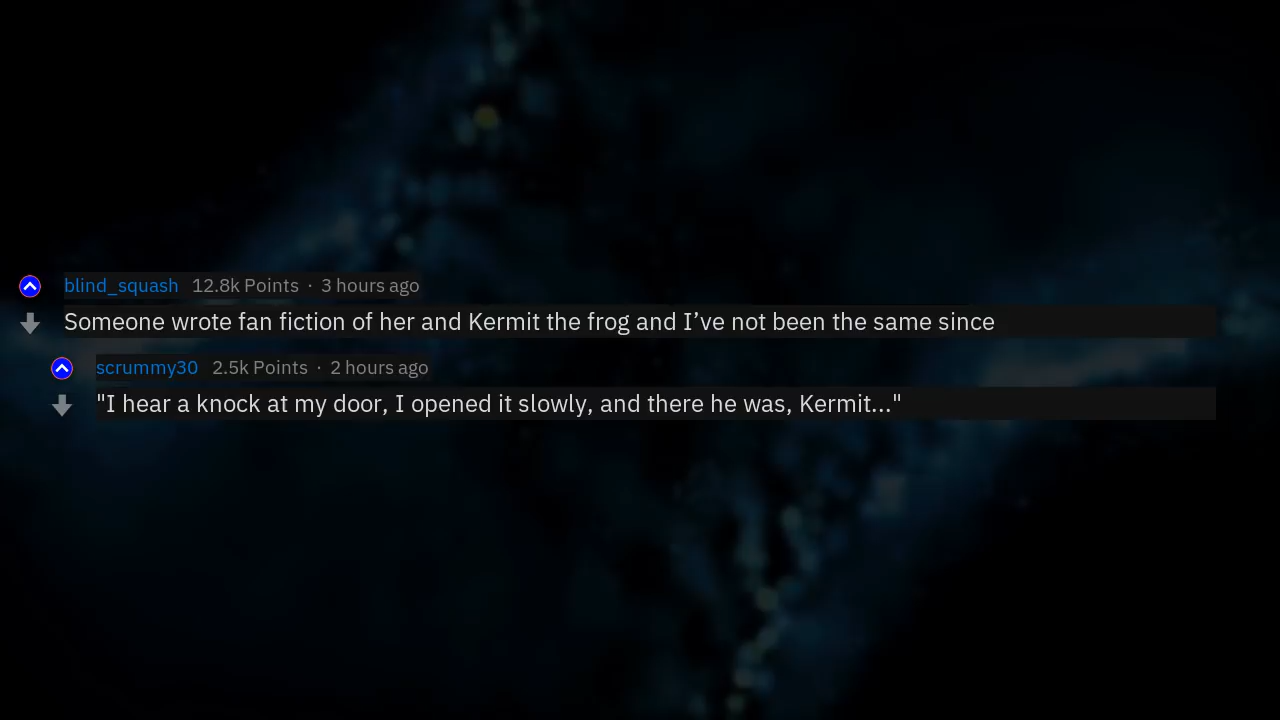 blind_squash 12.8k Points · 3 hours ago
Someone wrote fan fiction of her and Kermit the frog and I’ve not been the same since
scrummy30 2.5k Points · 2 hours ago
"I hear a knock at my door, I opened it slowly, and there he was, Kermit..."